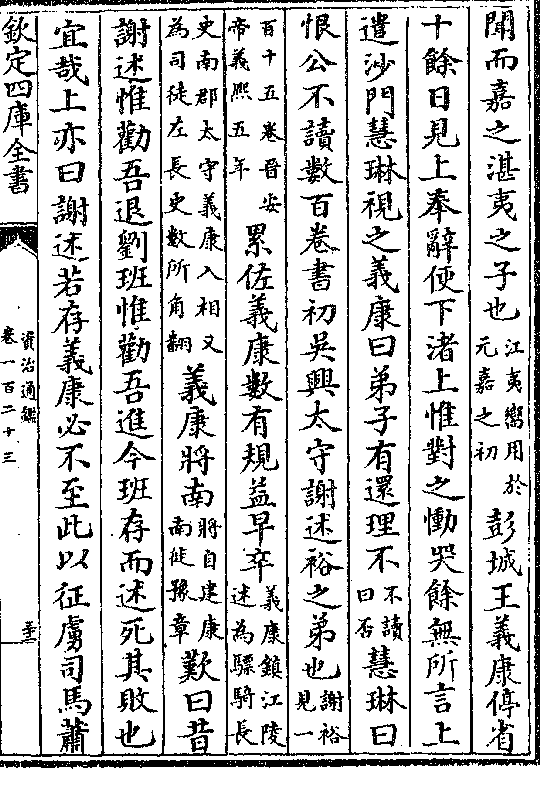 聞而嘉之湛夷之子也江夷嚮用於元嘉之初彭城王義康停省
十餘日見上奉辭便下渚上惟對之慟哭餘無所言上
遣沙門慧琳視之義康曰弟子有還理不不讀曰否慧琳曰
恨公不讀數百卷書初吳興太守謝述裕之弟也謝裕見一
百十五卷晉安帝義熙五年累佐義康數有規益早卒義康鎮江陵述為驃騎長
史南郡太守義康入相又為司徒左長史數所角翻義康將南將自建康南徙豫章歎曰昔
謝述惟勸吾退劉班惟勸吾進今班存而述死其敗也
宜哉上亦曰謝述若存義康必不至此以征虜司馬蕭
欽定四庫全書
資治通鑑
卷一百二十三